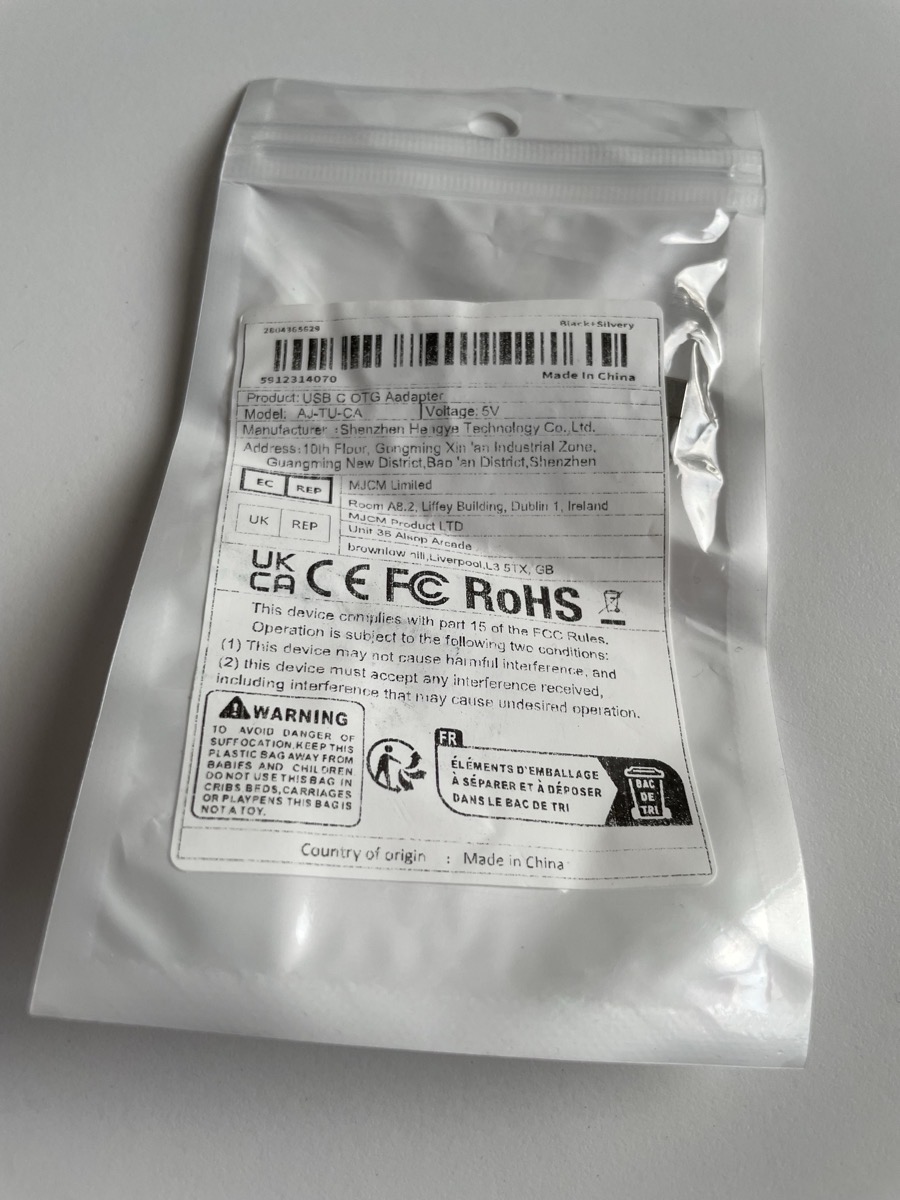 2804365529 Black+Silvery
5912314070 Made In China
Product: USB C OTG Aadapter
Model: AJ-TU-CA Voltage: 5V
Manufacturer :Shenzhen Hengye Technology Co., Ltd.
Address:10th Floor, Gongming Xin 'an Industrial Zone,
Guangming New District,Bao 'an District,Shenzhen
EC REP
MJCM Limited
Room A8.2, Liffey Building, Dublin 1, Ireland
UK REP
MJCM Product LTD
Unit 36 Alsop Arcade
brownlow hill,Liverpool,L3 5TX, GB
UK
CA CE FC RoHS
This device complies with part 15 of the FCC Rules.
Operation is subject to the following two conditions:
(1) This device may not cause harmful interference, and
(2) this device must accept any interference received,
including interference that may cause undesired operation.
WARNING
TO AVOID DANGER OF
SUFFOCATION,KEEP THIS
PLASTIC BAG AWAY FROM
BABIES AND CHILDREN
DO NOT USE THIS BAG IN
CRIBS BEDS,CARRIAGES
OR PLAYPENS THIS BAG IS
NOT A TOY.
FR
ÉLÉMENTS D'EMBALLAGE
À SÉPARER ET À DÉPOSER
DANS LE BAC DE TRI
BAC
DE
TRI
Country of origin : Made in China